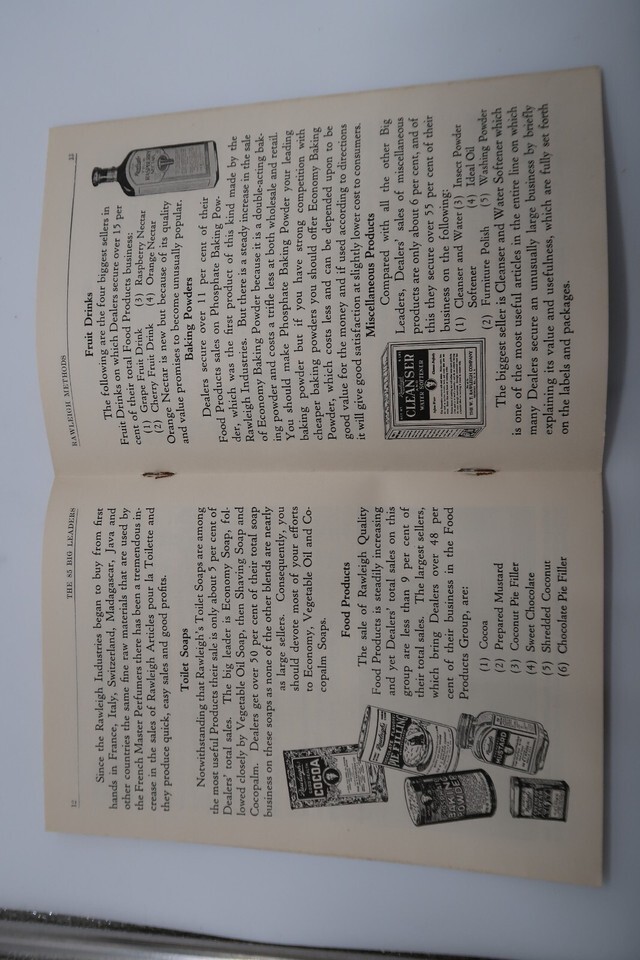 12
THE 85 BIG LEADERS
Since the Rawleigh Industries began to buy from first
hands in France, Italy, Switzerland, Madagascar, Java and
other countries the same fine raw materials that are used by
the French Master Perfumers there has been a tremendous in-
crease in the sales of Rawleigh Articles pour la Toilette and
they produce quick, easy sales and good profits.
Toilet Soaps
Notwithstanding that Rawleigh's Toilet Soaps are among
the most useful Products their sale is only about 5 per cent of
Dealers' total sales. The big leader is Economy Soap, fol-
lowed closely by Vegetable Oil Soap, then Shaving Soap and
Cocopalm. Dealers get over 50 per cent of their total soap
business on these soaps as none of the other blends are nearly
as large sellers. Consequently, you
should devote most of your efforts
to Economy, Vegetable Oil and Co-
copalm Soaps.
Food Products
The sale of Rawleigh Quality
Food Products is steadily increasing
and yet Dealers' total sales on this
group are less than 9 per cent of
their total sales. The largest sellers,
which bring Dealers over 48 per
cent of their business in the Food
Products Group, are:
(1) Cocoa
(2) Prepared Mustard
(3) Coconut Pie Filler
(4) Sweet Chocolate
(5) Shredded Coconut
(6) Chocolate Pie Filler
COCOA
PIE FILLING
MUSTARD
BAKING
POWDER
RAWLEIGH METHODS
13
Fruit Drinks
The following are the four biggest sellers in
Fruit Drinks on which Dealers secure over 15 per
cent of their total Food Products business:
(1) Grape Fruit Drink (3) Raspberry Nectar
(2) Cherry Fruit Drink (4) Orange Nectar
Orange Nectar is new but because of its quality
and value promises to become unusually popular.
Baking Powders
Dealers secure over 11 per cent of their
Food Products sales on Phosphate Baking Pow-
der, which was the first product of this kind made by the
Rawleigh Industries. But there is a steady increase in the sale
of Economy Baking Powder because it is a double-acting bak-
ing powder and costs a trifle less at both wholesale and retail.
You should make Phosphate Baking Powder your leading
baking powder but if you have strong competition with
cheaper baking powders you should offer Economy Baking
Powder, which costs less and can be depended upon to be
good value for the money and if used according to directions
it will give good satisfaction at slightly lower cost to consumers.
Miscellaneous Products
Compared with all the other Big
Leaders, Dealers' sales of miscellaneous
products are only about 6 per cent, and of
this they secure over 55 per cent of their
business on the following:
(1) Cleanser and Water (3) Insect Powder
Softener (4) Ideal Oil
(2) Furniture Polish (5) Washing Powder
CLEANSER
WATER SOFTENER
THE W. T. RAWLEIGH COMPANY
The biggest seller is Cleanser and Water Softener which
is one of the most useful articles in the entire line on which
many Dealers secure an unusually large business by briefly
explaining its value and usefulness, which are fully set forth
on the labels and packages.